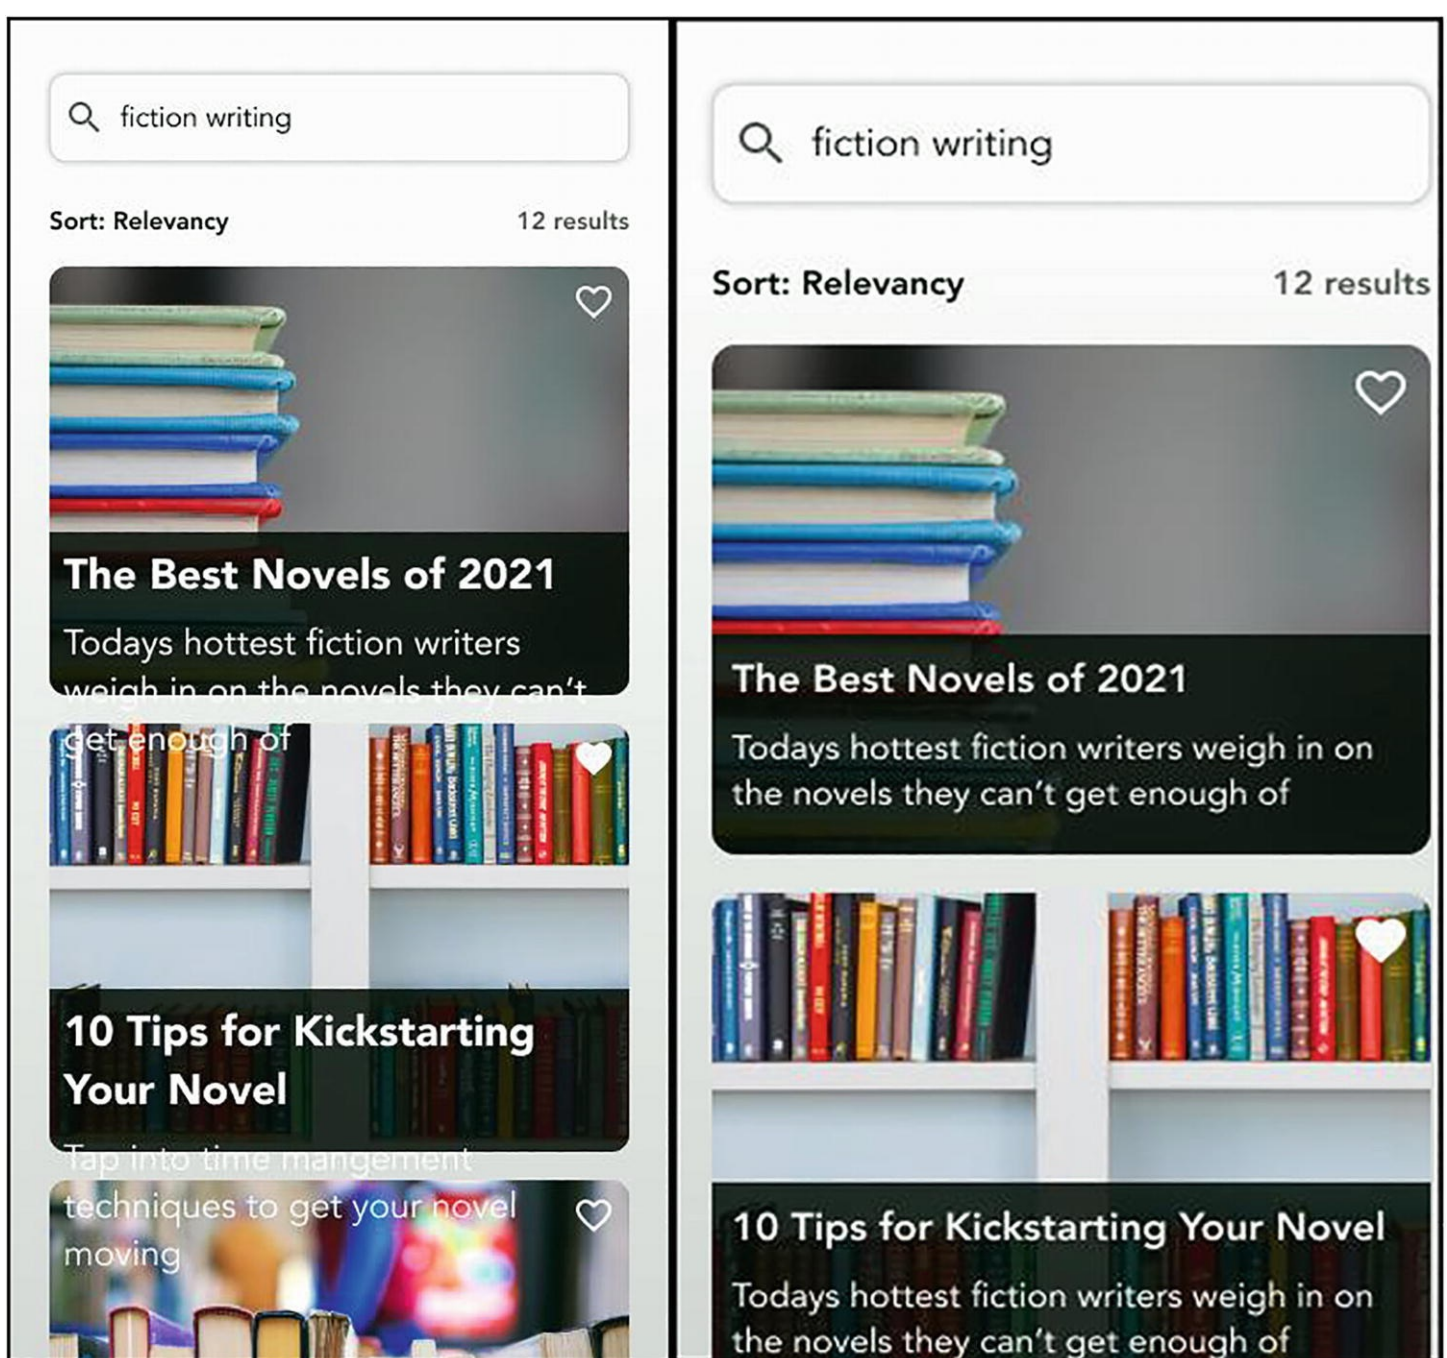 fiction writing
Sort: Relevancy
12 results
The Best Novels of 2021
Todays hottest fiction writers
weigh in on the novels they can't
get enough of
10 Tips for Kickstarting
Your Novel
Tap into time mangement
techniques to get your novel
moving
fiction writing
Sort: Relevancy
12 results
The Best Novels of 2021
Todays hottest fiction writers weigh in on
the novels they can't get enough of
10 Tips for Kickstarting Your Novel
Todays hottest fiction writers weigh in on
the novels they can't get enough of